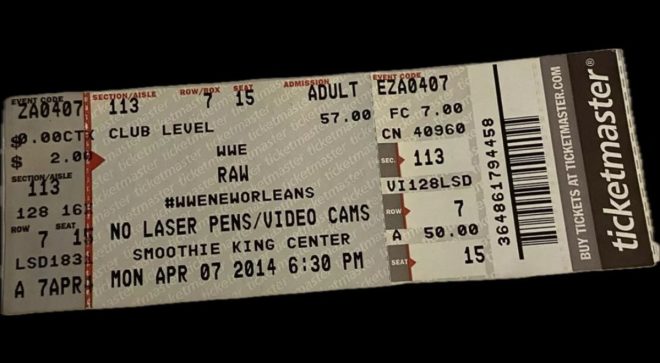 EVENT CODE
ZA0407
$0.00CTX
$ 2.00
SECTION/AISLE
113
128 16
ROW SEAT
7 15
LSD183
A 7APR
SECTION/AISLE ROW/BOX SEAT ADMISSION
113 7 15 ADULT
CLUB LEVEL 57.00
WWE
RAW
#WWENEWORLEANS
NO LASER PENS/VIDEO CAMS
SMOOTHIE KING CENTER
MON APR 07 2014 6:30 PM
EVENT CODE
EZA0407
FC 7.00
CN 40960
SEC. 113
VI128LSD
ROW 7
A 50.00
SEAT 15
364861794458
BUY TICKETS AT TICKETMASTER.COM
ticketmaster®